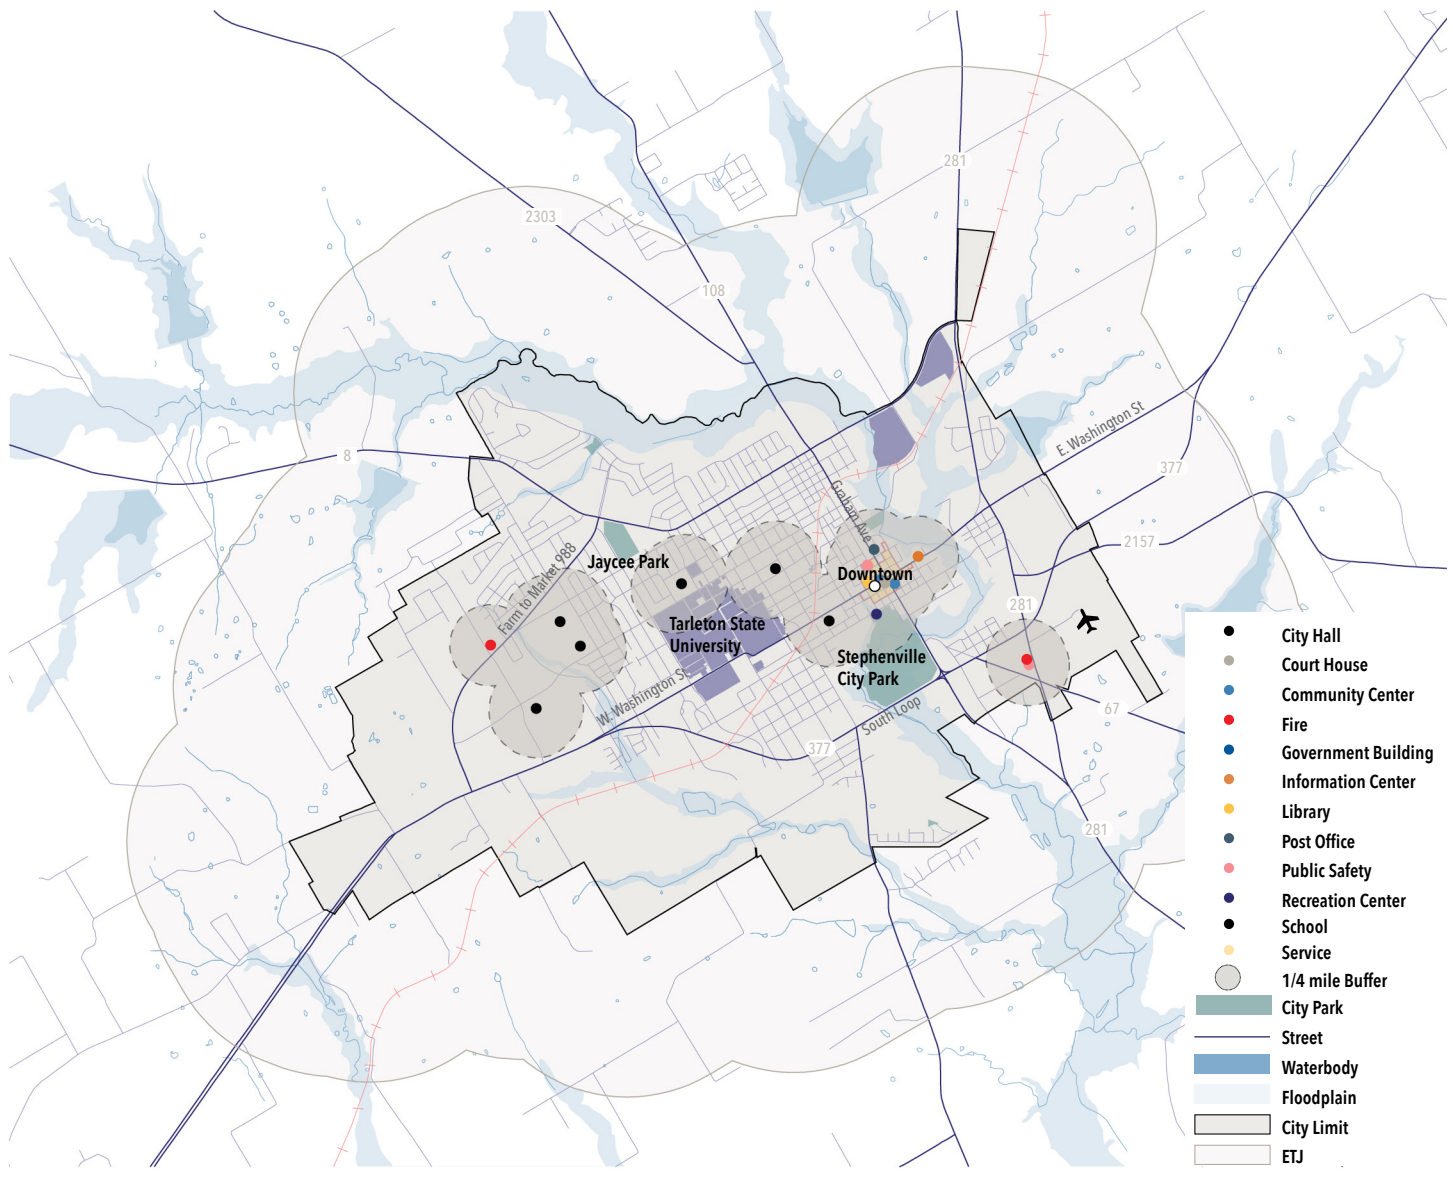 281
2303
108
E. Washington St
8
377
Graham Ave
2157
Farm to Market 988
Jaycee Park
Downtown
281
Tarleton State
University
Stephenville
City Park
W. Washington St
South Loop
67
377
281
City Hall
Court House
Community Center
Fire
Government Building
Information Center
Library
Post Office
Public Safety
Recreation Center
School
Service
1/4 mile Buffer
City Park
Street
Waterbody
Floodplain
City Limit
ETJ